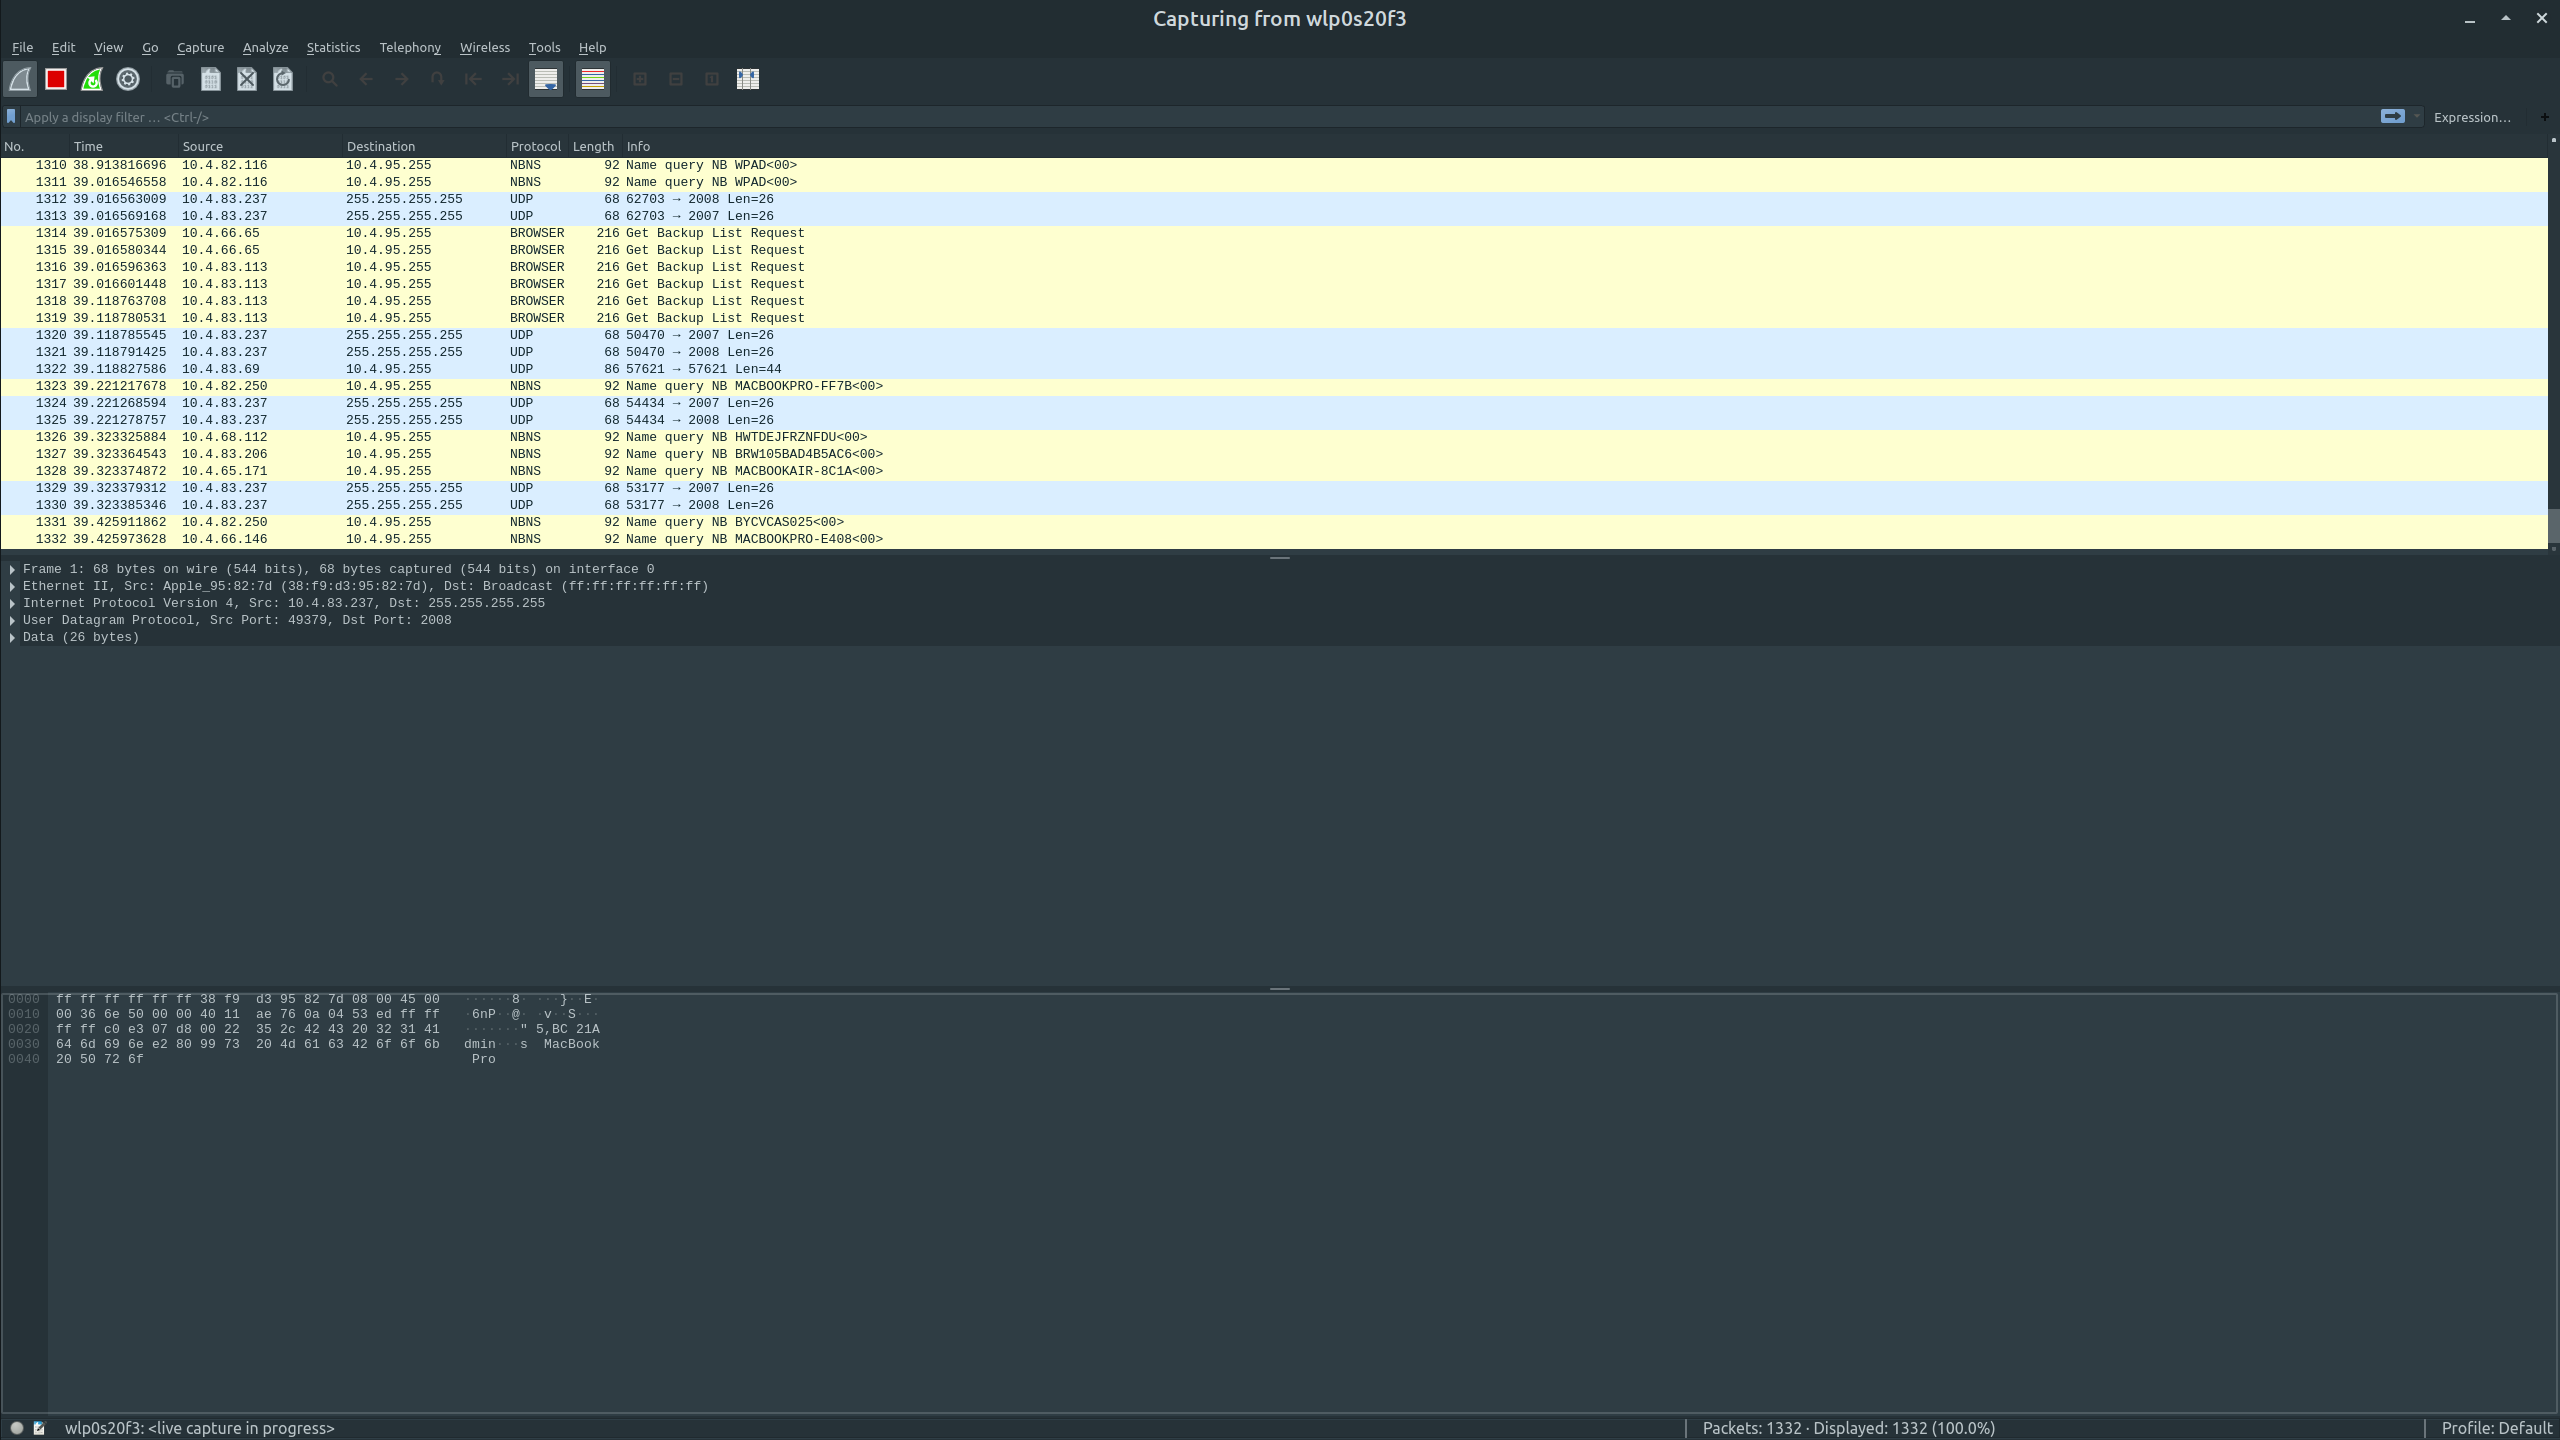 Capturing from wlp0s20f3
File Edit View Go Capture Analyze Statistics Telephony Wireless Tools Help
Apply a display filter … <Ctrl-/> Expression… +
No. Time Source Destination Protocol Length Info
1310 38.913816696 10.4.82.116 10.4.95.255 NBNS 92 Name query NB WPAD<00>
1311 39.016546558 10.4.82.116 10.4.95.255 NBNS 92 Name query NB WPAD<00>
1312 39.016563009 10.4.83.237 255.255.255.255 UDP 68 62703 → 2008 Len=26
1313 39.016569168 10.4.83.237 255.255.255.255 UDP 68 62703 → 2007 Len=26
1314 39.016575309 10.4.66.65 10.4.95.255 BROWSER 216 Get Backup List Request
1315 39.016580344 10.4.66.65 10.4.95.255 BROWSER 216 Get Backup List Request
1316 39.016596363 10.4.83.113 10.4.95.255 BROWSER 216 Get Backup List Request
1317 39.016601448 10.4.83.113 10.4.95.255 BROWSER 216 Get Backup List Request
1318 39.118763708 10.4.83.113 10.4.95.255 BROWSER 216 Get Backup List Request
1319 39.118780531 10.4.83.113 10.4.95.255 BROWSER 216 Get Backup List Request
1320 39.118785545 10.4.83.237 255.255.255.255 UDP 68 50470 → 2007 Len=26
1321 39.118791425 10.4.83.237 255.255.255.255 UDP 68 50470 → 2008 Len=26
1322 39.118827586 10.4.83.69 10.4.95.255 UDP 86 57621 → 57621 Len=44
1323 39.221217678 10.4.82.250 10.4.95.255 NBNS 92 Name query NB MACBOOKPRO-FF7B<00>
1324 39.221268594 10.4.83.237 255.255.255.255 UDP 68 54434 → 2007 Len=26
1325 39.221278757 10.4.83.237 255.255.255.255 UDP 68 54434 → 2008 Len=26
1326 39.323325884 10.4.68.112 10.4.95.255 NBNS 92 Name query NB HWTDEJFRZNFDU<00>
1327 39.323364543 10.4.83.206 10.4.95.255 NBNS 92 Name query NB BRW105BAD4B5AC6<00>
1328 39.323374872 10.4.65.171 10.4.95.255 NBNS 92 Name query NB MACBOOKAIR-8C1A<00>
1329 39.323379312 10.4.83.237 255.255.255.255 UDP 68 53177 → 2007 Len=26
1330 39.323385346 10.4.83.237 255.255.255.255 UDP 68 53177 → 2008 Len=26
1331 39.425911862 10.4.82.250 10.4.95.255 NBNS 92 Name query NB BYCVCAS025<00>
1332 39.425973628 10.4.66.146 10.4.95.255 NBNS 92 Name query NB MACBOOKPRO-E408<00>
Frame 1: 68 bytes on wire (544 bits), 68 bytes captured (544 bits) on interface 0
Ethernet II, Src: Apple_95:82:7d (38:f9:d3:95:82:7d), Dst: Broadcast (ff:ff:ff:ff:ff:ff)
Internet Protocol Version 4, Src: 10.4.83.237, Dst: 255.255.255.255
User Datagram Protocol, Src Port: 49379, Dst Port: 2008
Data (26 bytes)
0000 ff ff ff ff ff ff 38 f9 d3 95 82 7d 08 00 45 00 ······8· ···}··E·
0010 00 36 6e 50 00 00 40 11 ae 76 0a 04 53 ed ff ff ·6nP··@· ·v··S···
0020 ff ff c0 e3 07 d8 00 22 35 2c 42 43 20 32 31 41 ·······" 5,BC 21A
0030 64 6d 69 6e e2 80 99 73 20 4d 61 63 42 6f 6f 6b dmin···s MacBook
0040 20 50 72 6f Pro
wlp0s20f3: <live capture in progress> Packets: 1332 · Displayed: 1332 (100.0%) Profile: Default